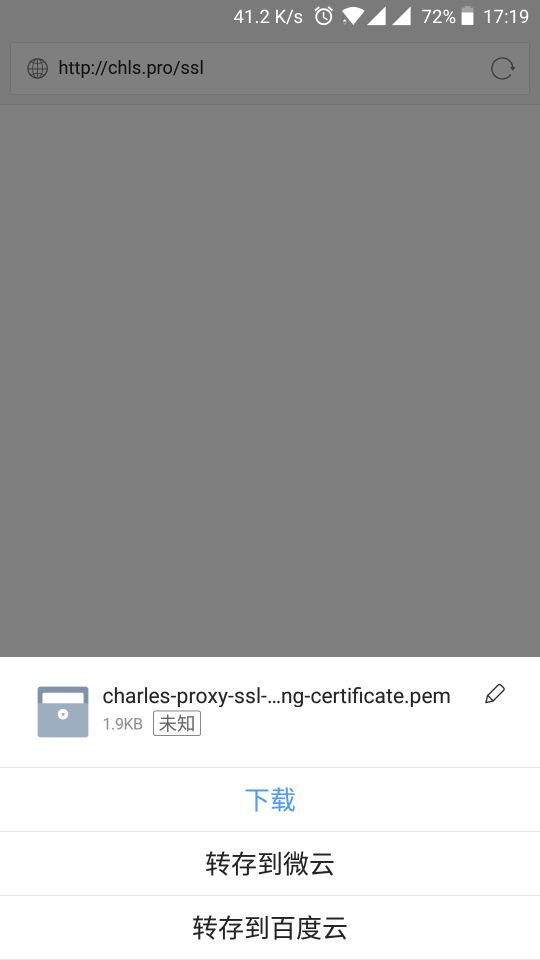 41.2 K/s 72% 17:19
http://chls.pro/ssl
charles-proxy-ssl-...ng-certificate.pem
1.9KB 未知
下载
转存到微云
转存到百度云